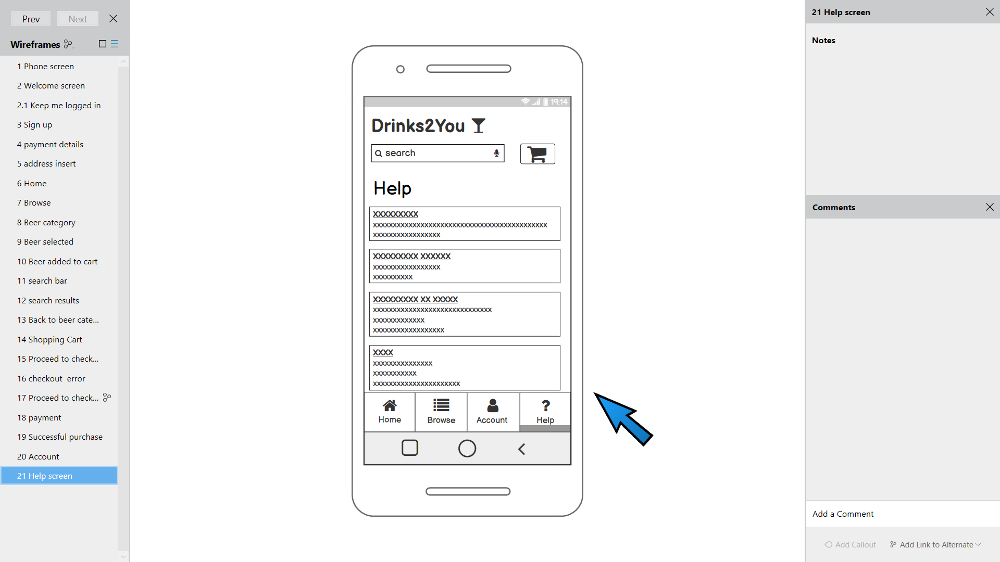 Prev
Next
Wireframes
1 Phone screen
2 Welcome screen
2.1 Keep me logged in
3 Sign up
4 payment details
5 address insert
6 Home
7 Browse
8 Beer category
9 Beer selected
10 Beer added to cart
11 search bar
12 search results
13 Back to beer cate...
14 Shopping Cart
15 Proceed to check...
16 checkout  error
17 Proceed to check...
18 payment
19 Successful purchase
20 Account
21 Help screen
19:14
Drinks2You
search
Help
XXXXXXXXX
xxxxxxxxxxxxxxxxxxxxxxxxxxxxxxxxxxxxxxxxxxxx
xxxxxxxxxxxxxxxxx
XXXXXXXXX XXXXXX
xxxxxxxxxxxxxxxxx
xxxxxxxxxx
XXXXXXXXX XX XXXXX
xxxxxxxxxxxxxxxxxxxxxxxxxxxxxx
xxxxxxxxxxxxx
xxxxxxxxxxxxxxxxxx
XXXX
xxxxxxxxxxxxxxx
xxxxxxxxxxx
xxxxxxxxxxxxxxxxxxxxxx
Home
Browse
Account
? Help
21 Help screen
Notes
Comments
Add a Comment
Add Callout
Add Link to Alternate